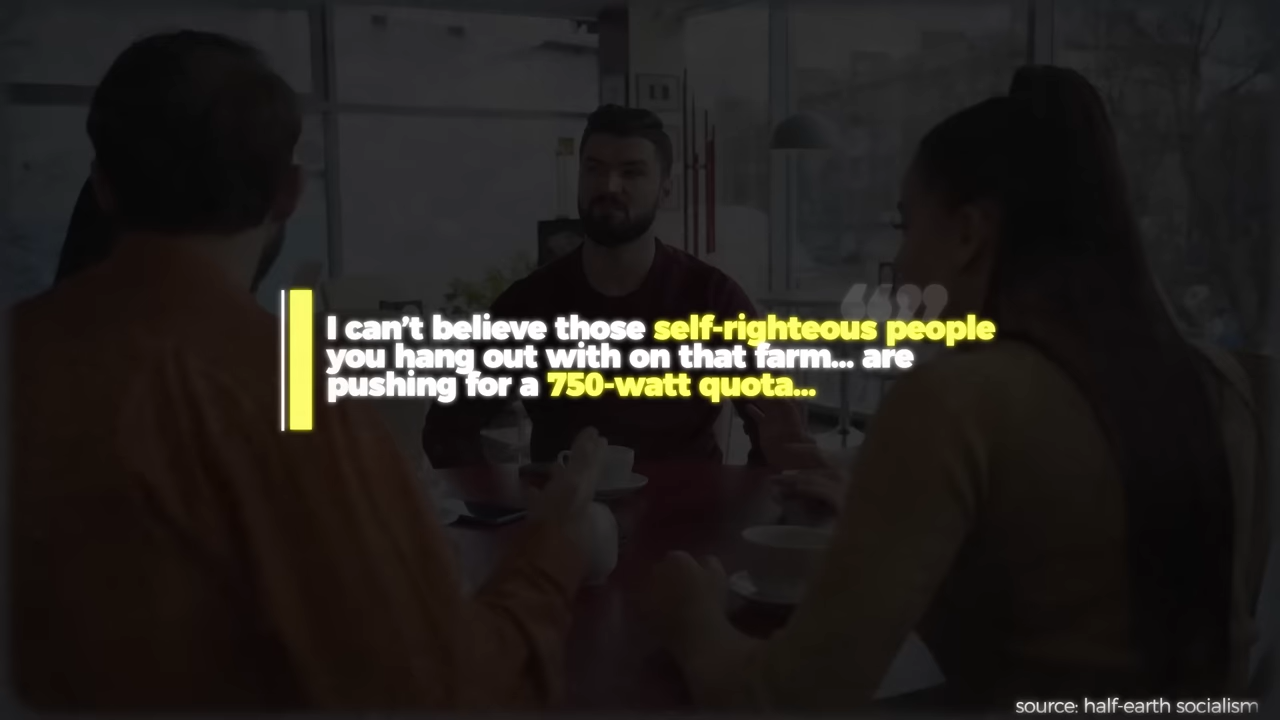 I can't believe those self-righteous people
you hang out with on that farm... are
pushing for a 750-watt quota...
source: half-earth socialism